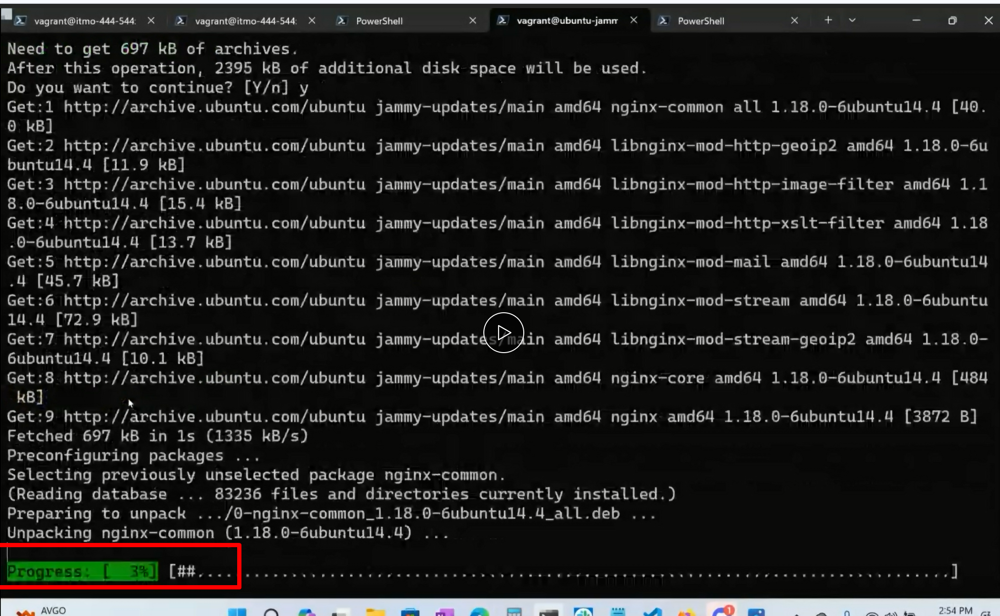 vagrant@itmo-444-544: vagrant@itmo-444-544: PowerShell vagrant@ubuntu-jamm PowerShell
Need to get 697 kB of archives.
After this operation, 2395 kB of additional disk space will be used.
Do you want to continue? [Y/n] y
Get:1 http://archive.ubuntu.com/ubuntu jammy-updates/main amd64 nginx-common all 1.18.0-6ubuntu14.4 [40.
0 kB]
Get:2 http://archive.ubuntu.com/ubuntu jammy-updates/main amd64 libnginx-mod-http-geoip2 amd64 1.18.0-6u
buntu14.4 [11.9 kB]
Get:3 http://archive.ubuntu.com/ubuntu jammy-updates/main amd64 libnginx-mod-http-image-filter amd64 1.1
8.0-6ubuntu14.4 [15.4 kB]
Get:4 http://archive.ubuntu.com/ubuntu jammy-updates/main amd64 libnginx-mod-http-xslt-filter amd64 1.18
.0-6ubuntu14.4 [13.7 kB]
Get:5 http://archive.ubuntu.com/ubuntu jammy-updates/main amd64 libnginx-mod-mail amd64 1.18.0-6ubuntu14
.4 [45.7 kB]
Get:6 http://archive.ubuntu.com/ubuntu jammy-updates/main amd64 libnginx-mod-stream amd64 1.18.0-6ubuntu
14.4 [72.9 kB]
Get:7 http://archive.ubuntu.com/ubuntu jammy-updates/main amd64 libnginx-mod-stream-geoip2 amd64 1.18.0-
6ubuntu14.4 [10.1 kB]
Get:8 http://archive.ubuntu.com/ubuntu jammy-updates/main amd64 nginx-core amd64 1.18.0-6ubuntu14.4 [484
kB]
Get:9 http://archive.ubuntu.com/ubuntu jammy-updates/main amd64 nginx amd64 1.18.0-6ubuntu14.4 [3872 B]
Fetched 697 kB in 1s (1335 kB/s)
Preconfiguring packages ...
Selecting previously unselected package nginx-common.
(Reading database ... 83236 files and directories currently installed.)
Preparing to unpack .../0-nginx-common_1.18.0-6ubuntu14.4_all.deb ...
Unpacking nginx-common (1.18.0-6ubuntu14.4) ...
Progress: [  3%] [##..............................................................................]
AVGO 1 2:54 PM